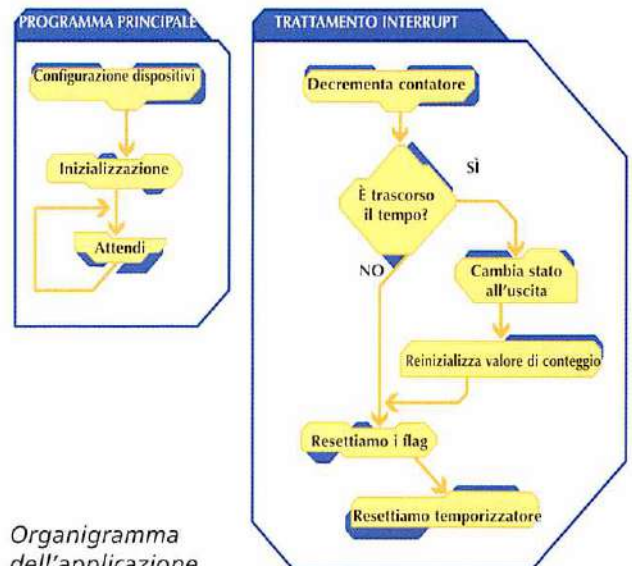 PROGRAMMA PRINCIPALE
Configurazione dispositivi
Inizializzazione
Attendi
TRATTAMENTO INTERRUPT
Decrementa contatore
È trascorso
il tempo?
SÌ
NO
Cambia stato
all'uscita
Reinizializza valore di conteggio
Resettiamo i flag
Resettiamo temporizzatore
Organigramma
dell'applicazione